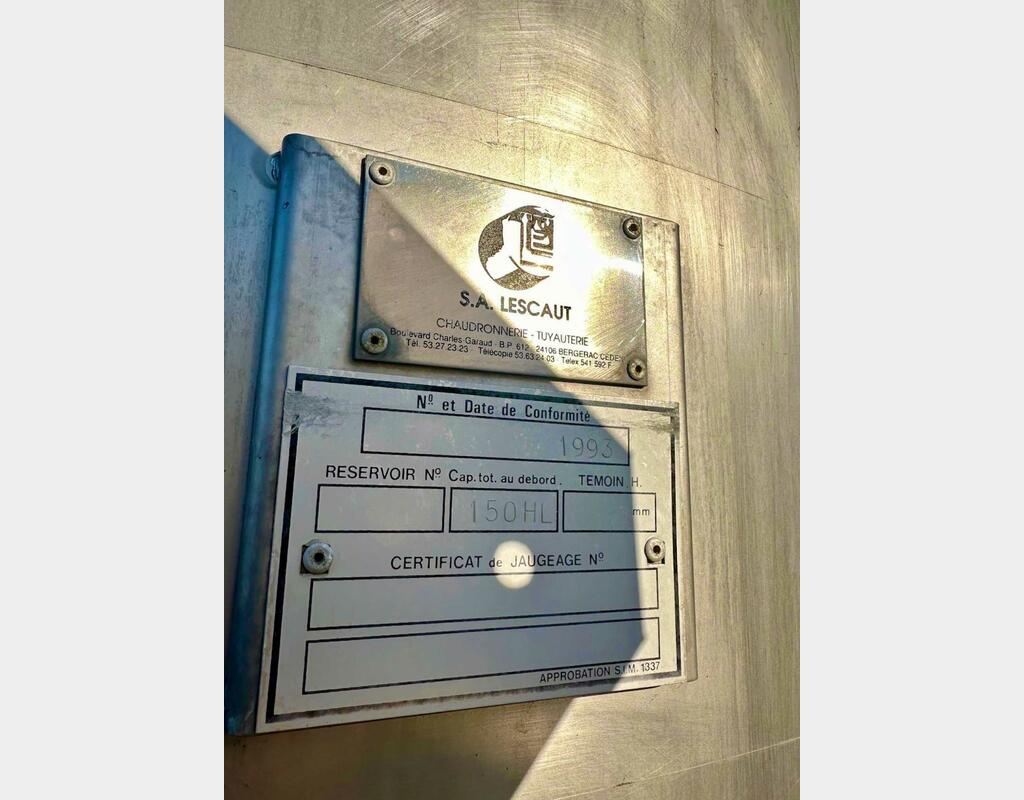 S.A. LESCAUT
CHAUDRONNERIE - TUYAUTERIE
Boulevard Charles-Garaud - B.P. 612 - 24106 BERGERAC CEDEX
Tél. 53.27.23.23 - Télécopie 53.63.24.03 - Telex 541 592 F
Nº et Date de Conformité
1993
RESERVOIR Nº Cap. tot. au debord. TEMOIN H.
150HL mm
CERTIFICAT de JAUGEAGE Nº
APPROBATION S.I.M. 1337